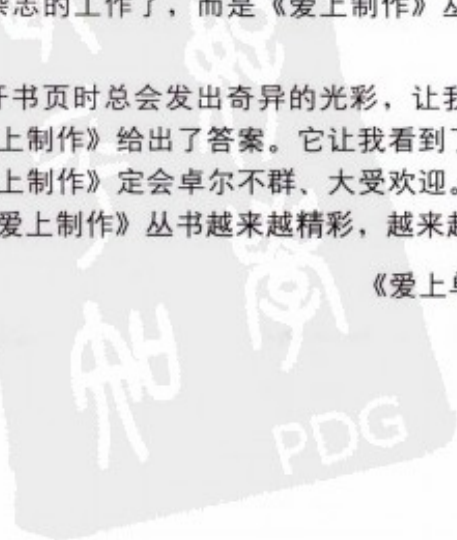 杂志的工作了，而是《爱上制作》丛
开书页时总会发出奇异的光彩，让我
上制作》给出了答案。它让我看到了
上制作》定会卓尔不群、大受欢迎。
爱上制作》丛书越来越精彩，越来越
《爱上单
PDG